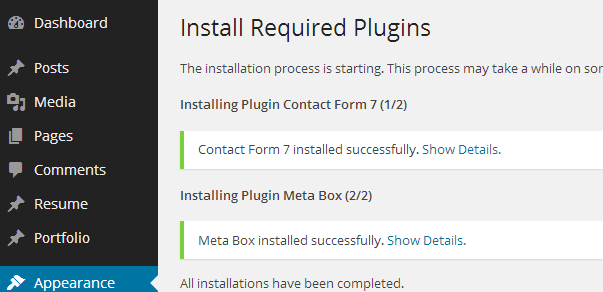 Dashboard
Posts
Media
Pages
Comments
Resume
Portfolio
Appearance
Install Required Plugins
The installation process is starting. This process may take a while on
Installing Plugin Contact Form 7 (1/2)
Contact Form 7 installed successfully. Show Details.
Installing Plugin Meta Box (2/2)
Meta Box installed successfully. Show Details.
All installations have been completed.